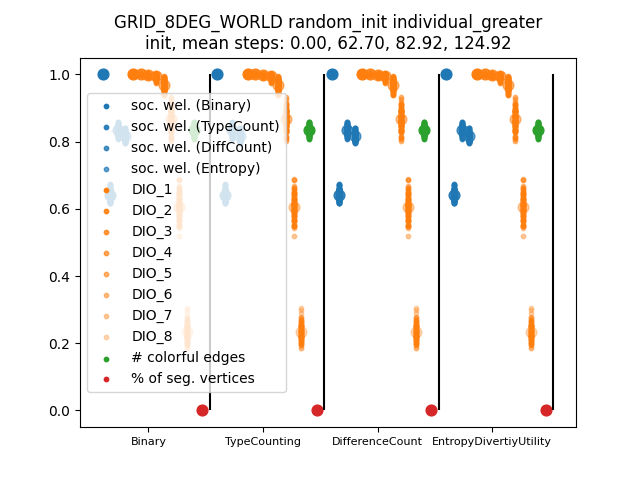 GRID_8DEG_WORLD random_init individual_greater
init, mean steps: 0.00, 62.70, 82.92, 124.92
1.0
0.8
0.6
0.4
0.2
0.0
soc. wel. (Binary)
soc. wel. (TypeCount)
soc. wel. (DiffCount)
soc. wel. (Entropy)
DIO_1
DIO_2
DIO_3
DIO_4
DIO_5
DIO_6
DIO_7
DIO_8
# colorful edges
% of seg. vertices
Binary
TypeCounting
DifferenceCount
EntropyDivertiyUtility